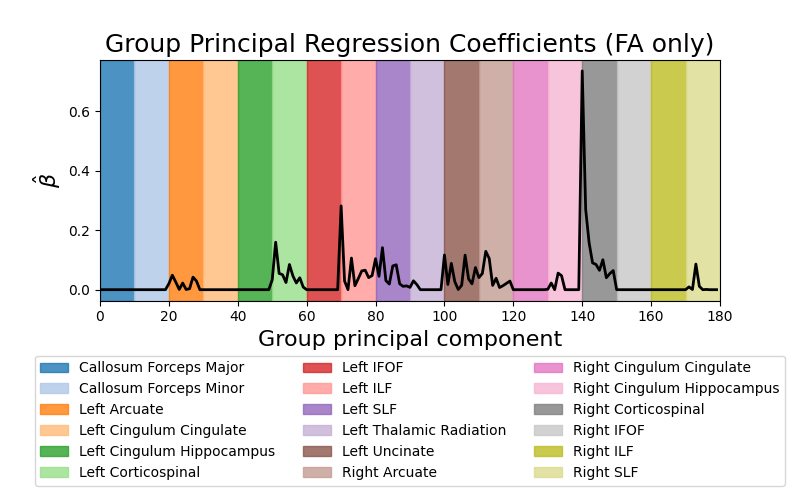 Group Principal Regression Coefficients (FA only)
0.6
0.4
0.2
0.0
β̂
0 20 40 60 80 100 120 140 160 180
Group principal component
Callosum Forceps Major
Callosum Forceps Minor
Left Arcuate
Left Cingulum Cingulate
Left Cingulum Hippocampus
Left Corticospinal
Left IFOF
Left ILF
Left SLF
Left Thalamic Radiation
Left Uncinate
Right Arcuate
Right Cingulum Cingulate
Right Cingulum Hippocampus
Right Corticospinal
Right IFOF
Right ILF
Right SLF